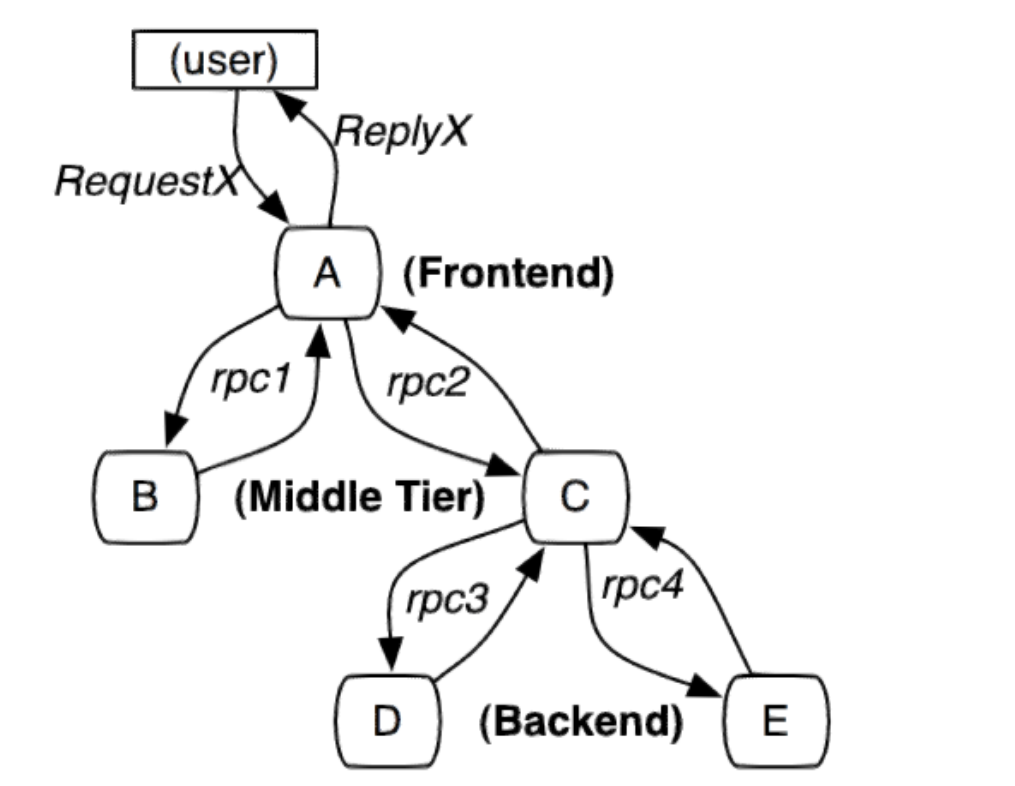 (user)
ReplyX
RequestX
A
(Frontend)
rpc1
rpc2
B
(Middle Tier)
C
rpc3
rpc4
D
(Backend)
E